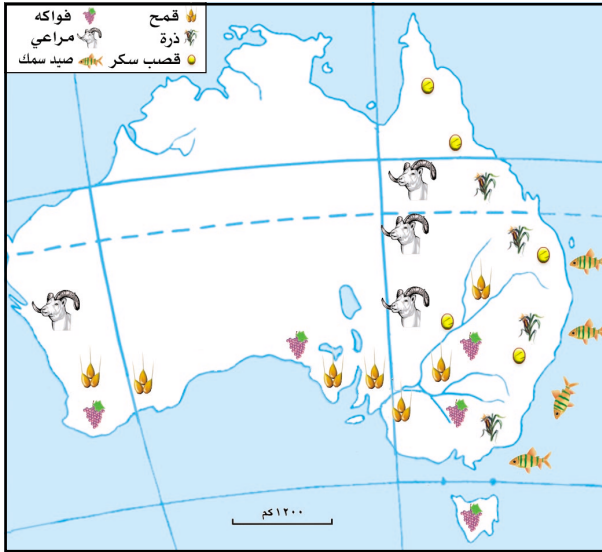 قمح فواكه
ذرة مراعي
قصب سكر صيد سمك
١٢٠٠ كم